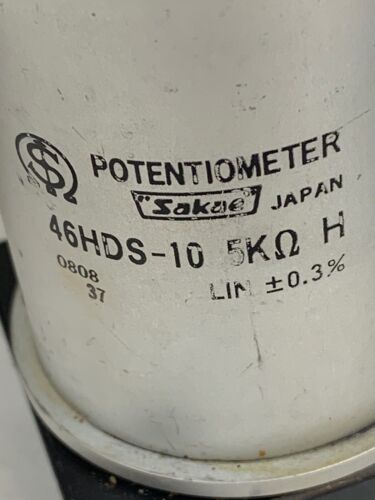 POTENTIOMETER
"Sakae" JAPAN
46HDS-10 5KΩ H
0808
37
LIN ±0.3%